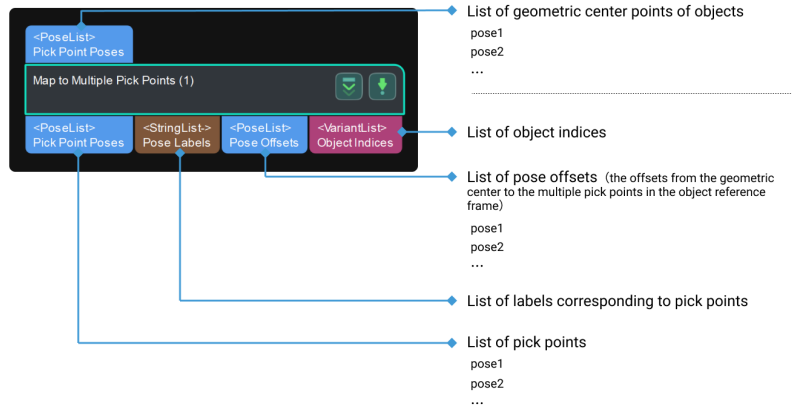 List of geometric center points of objects
pose1
pose2
...
<PoseList>
Pick Point Poses
Map to Multiple Pick Points (1)
<PoseList>
Pick Point Poses
<StringList->
Pose Labels
<PoseList>
Pose Offsets
<VariantList>
Object Indices
List of object indices
List of pose offsets（the offsets from the geometric
center to the multiple pick points in the object reference
frame）
pose1
pose2
...
List of labels corresponding to pick points
List of pick points
pose1
pose2
...